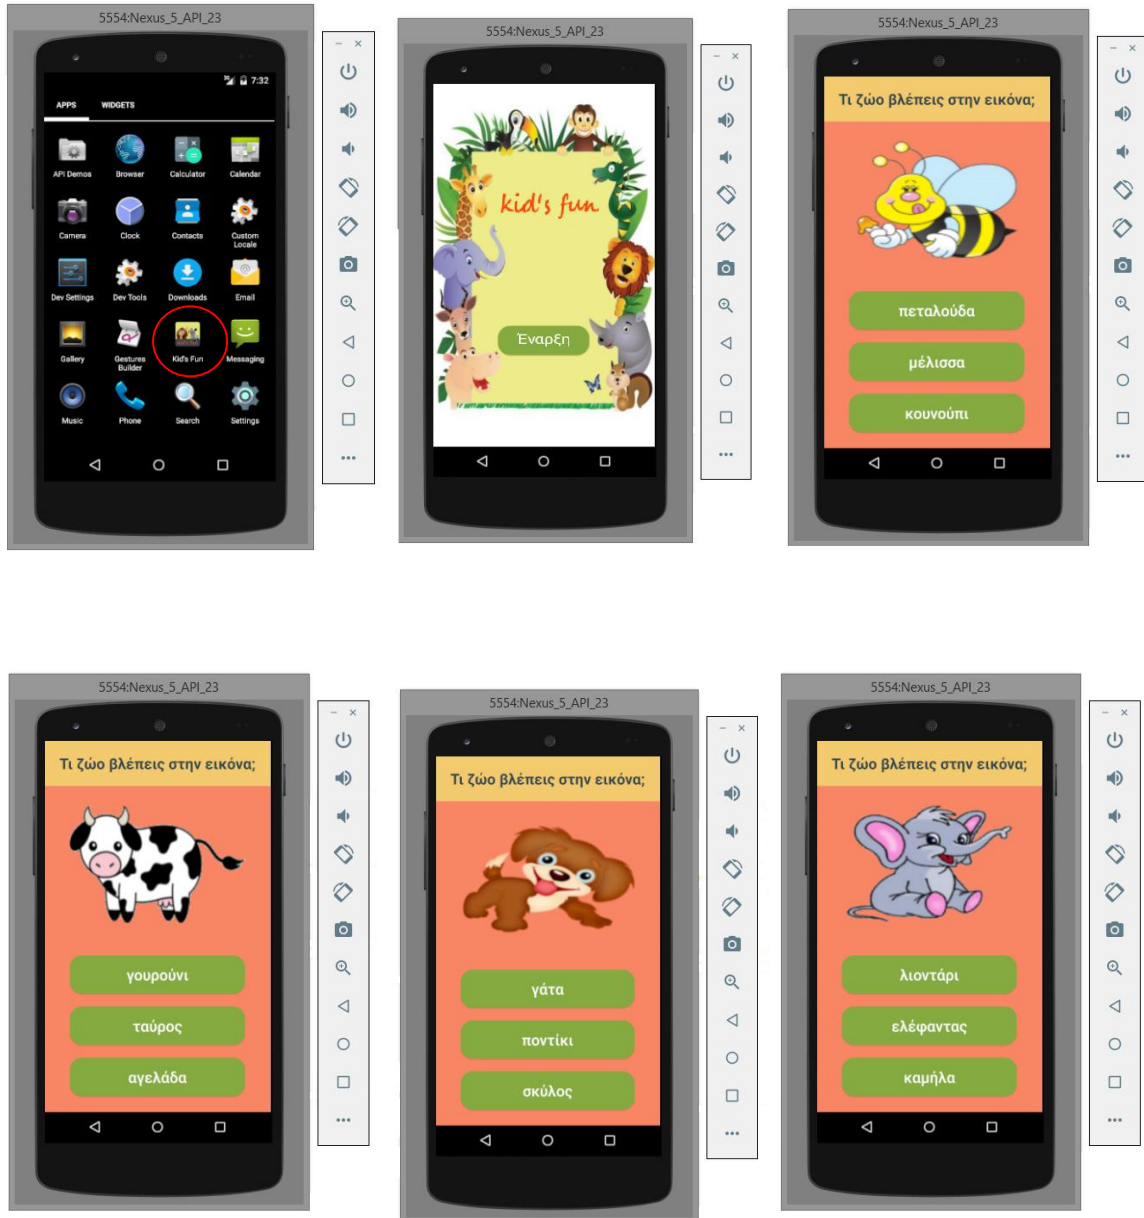 5554:Nexus_5_API_23
7:32
APPS WIDGETS
API Demos Browser Calculator Calendar
Camera Clock Contacts Custom Locale
Dev Settings Dev Tools Downloads Email
Gallery Gestures Builder Kid's Fun Messaging
Music Phone Search Settings
5554:Nexus_5_API_23
kid's fun
Έναρξη
5554:Nexus_5_API_23
Τι ζώο βλέπεις στην εικόνα;
πεταλούδα
μέλισσα
κουνούπι
5554:Nexus_5_API_23
Τι ζώο βλέπεις στην εικόνα;
γουρούνι
ταύρος
αγελάδα
5554:Nexus_5_API_23
Τι ζώο βλέπεις στην εικόνα;
γάτα
ποντίκι
σκύλος
5554:Nexus_5_API_23
Τι ζώο βλέπεις στην εικόνα;
λιοντάρι
ελέφαντας
καμήλα